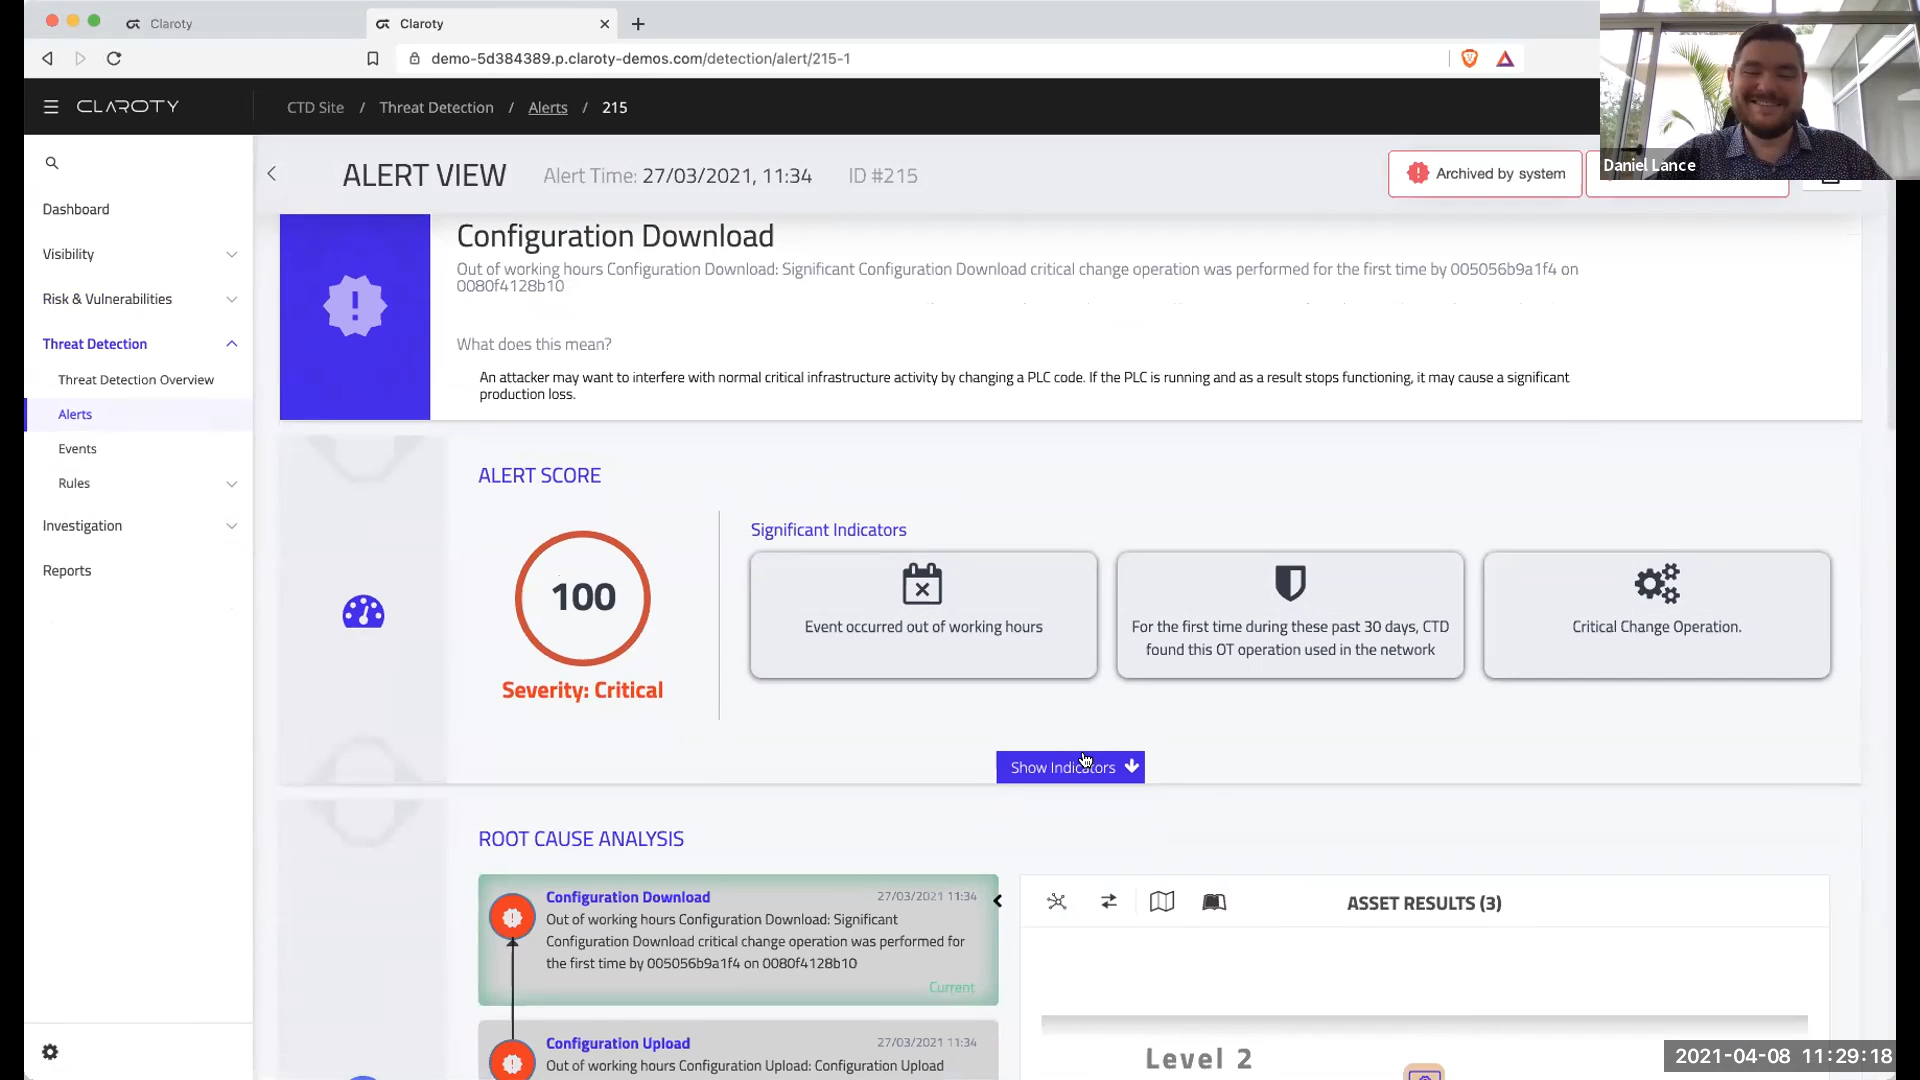 Claroty
Claroty
demo-5d384389.p.claroty-demos.com/detection/alert/215-1
CLAROTY
CTD Site / Threat Detection / Alerts / 215
Daniel Lance
ALERT VIEW
Alert Time: 27/03/2021, 11:34
ID #215
Archived by system
Dashboard
Visibility
Risk & Vulnerabilities
Threat Detection
Threat Detection Overview
Alerts
Events
Rules
Investigation
Reports
Configuration Download
Out of working hours Configuration Download: Significant Configuration Download critical change operation was performed for the first time by 005056b9a1f4 on
0080f4128b10
What does this mean?
An attacker may want to interfere with normal critical infrastructure activity by changing a PLC code. If the PLC is running and as a result stops functioning, it may cause a significant
production loss.
ALERT SCORE
100
Severity: Critical
Significant Indicators
Event occurred out of working hours
For the first time during these past 30 days, CTD
found this OT operation used in the network
Critical Change Operation.
Show Indicators
ROOT CAUSE ANALYSIS
Configuration Download
27/03/2021 11:34
Out of working hours Configuration Download: Significant
Configuration Download critical change operation was performed for
the first time by 005056b9a1f4 on 0080f4128b10
Current
Configuration Upload
27/03/2021 11:34
Out of working hours Configuration Upload: Configuration Upload
ASSET RESULTS (3)
Level 2
2021-04-08 11:29:18